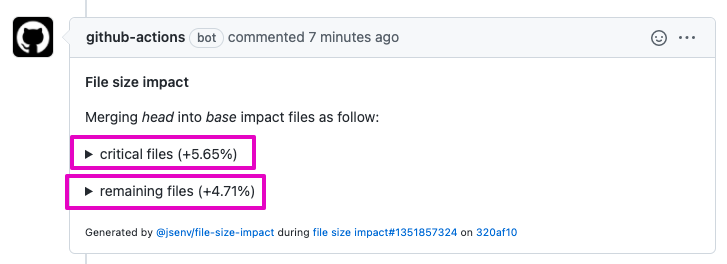 github-actions bot commented 7 minutes ago
File size impact
Merging head into base impact files as follow:
critical files (+5.65%)
remaining files (+4.71%)
Generated by @jsenv/file-size-impact during file size impact#1351857324 on 320af10